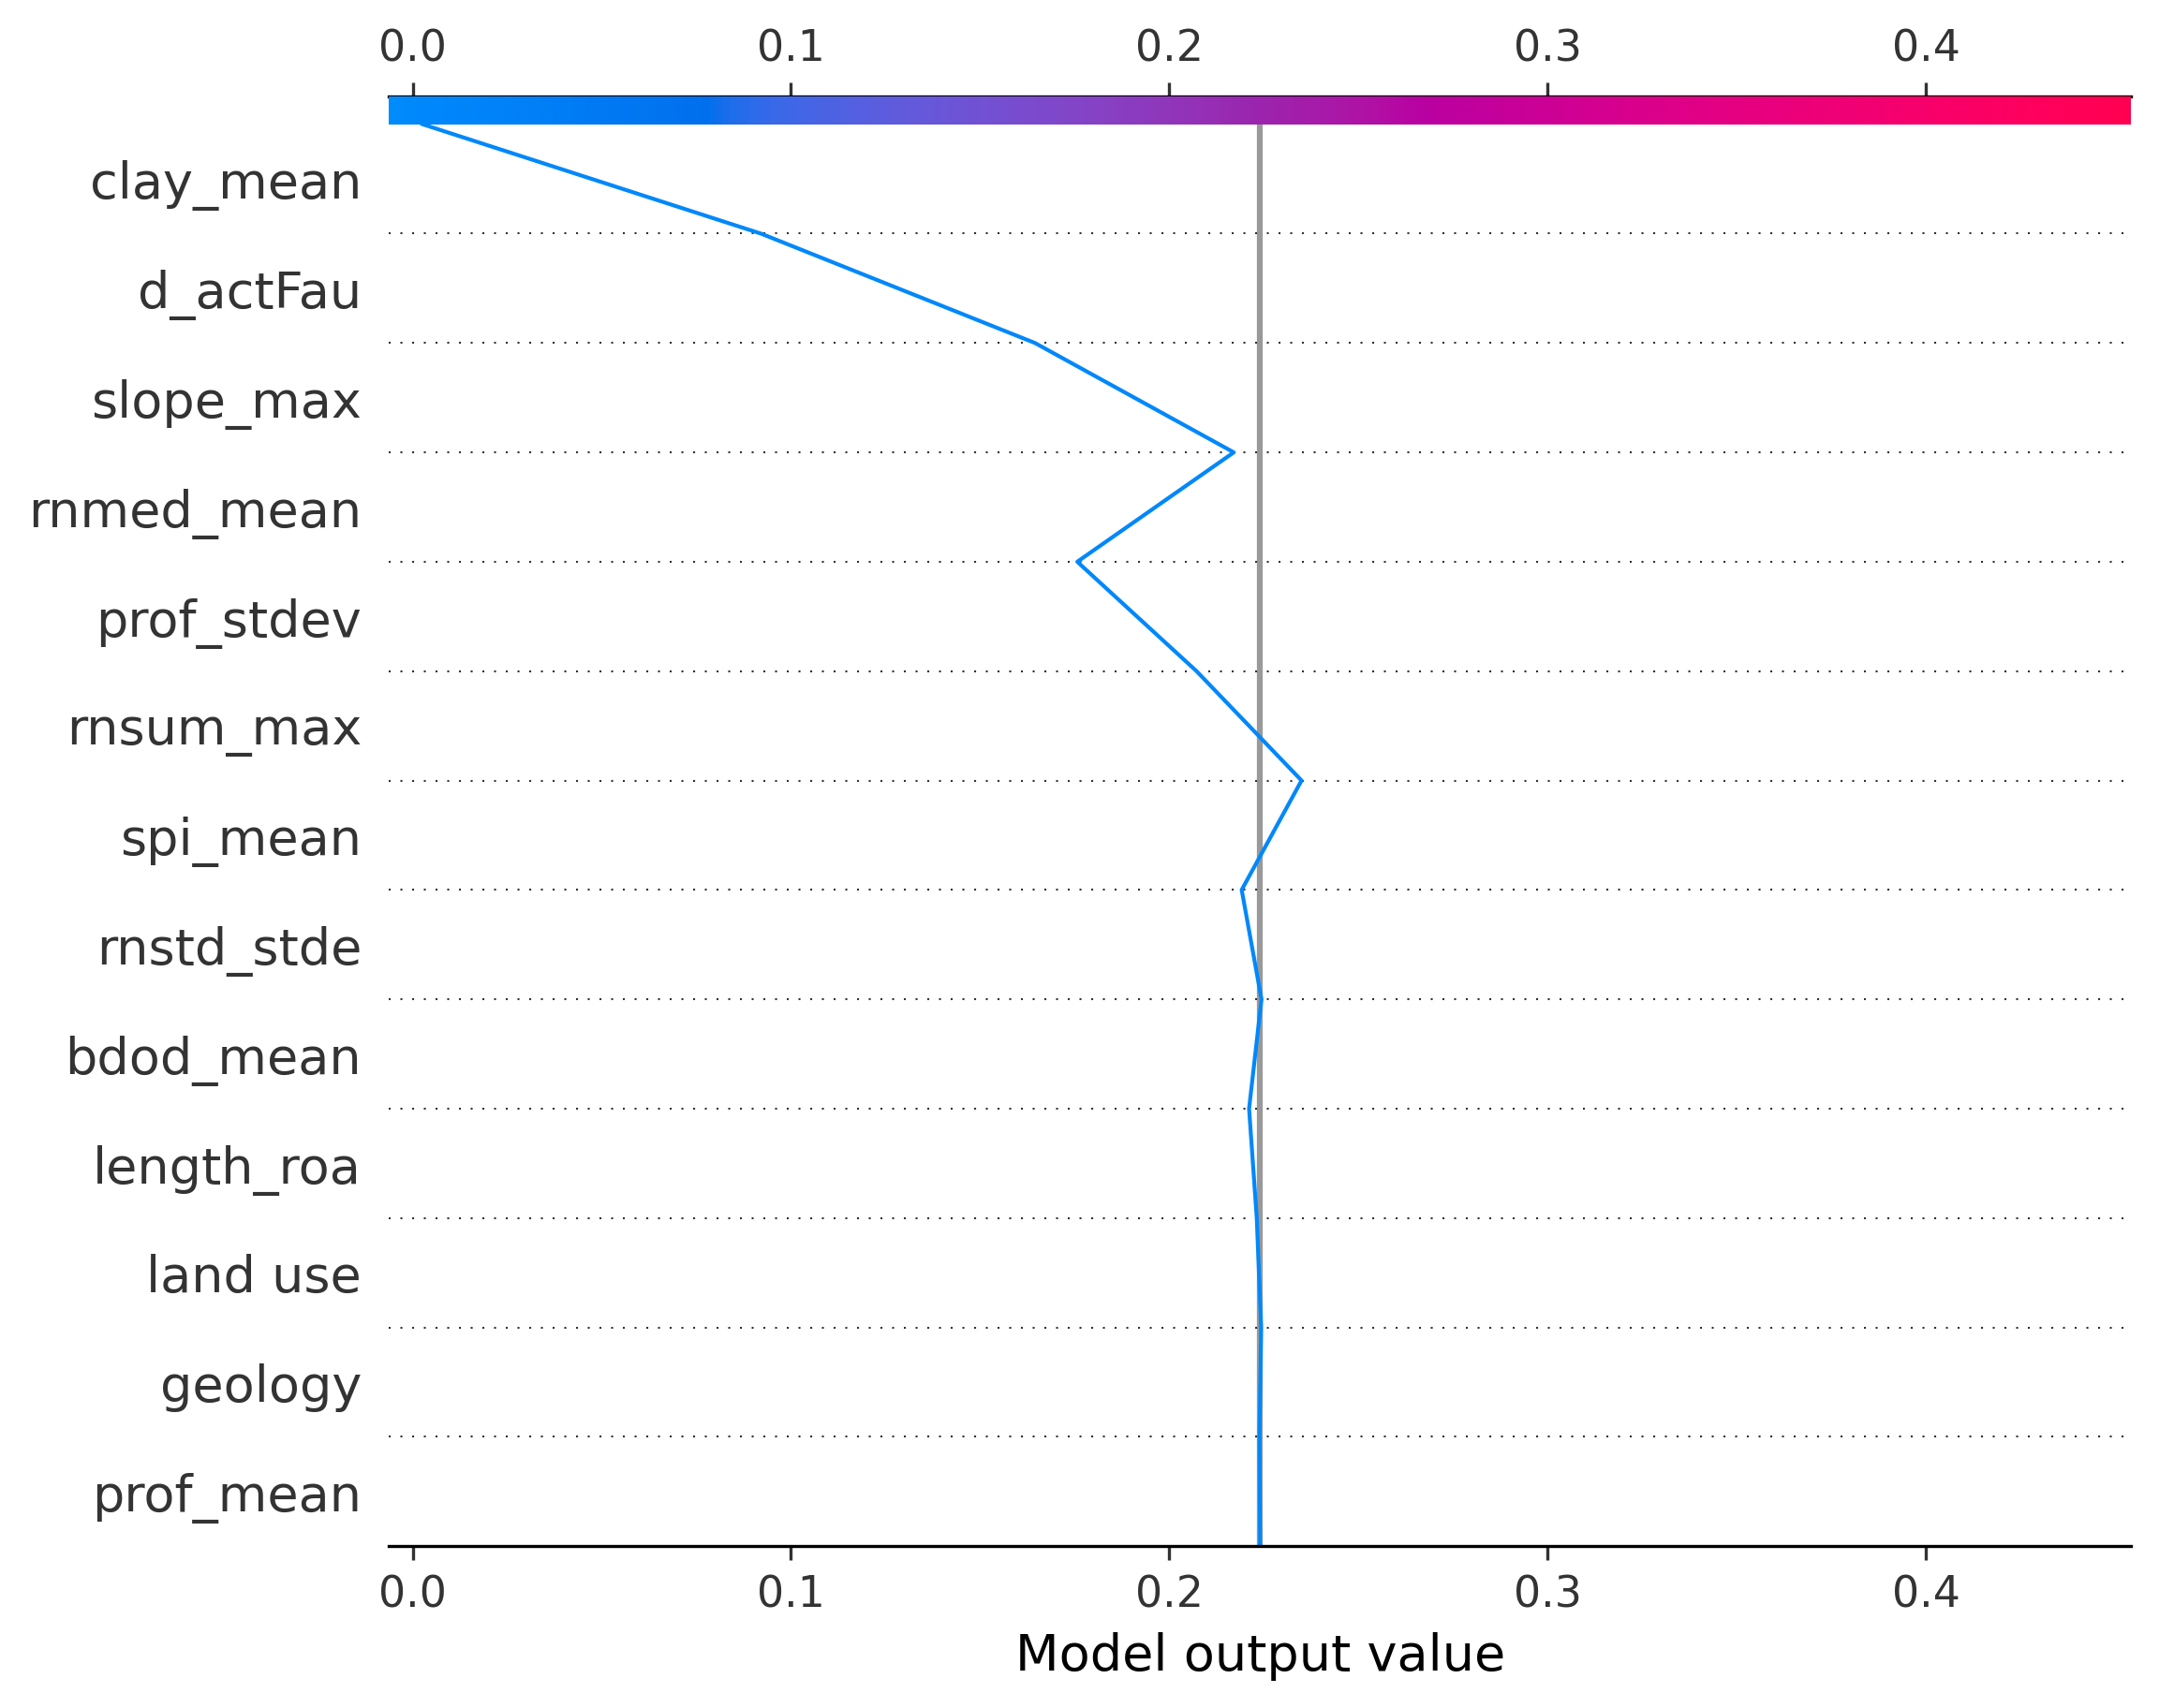 0.0 0.1 0.2 0.3 0.4
clay_mean
d_actFau
slope_max
rnmed_mean
prof_stdev
rnsum_max
spi_mean
rnstd_stde
bdod_mean
length_roa
land use
geology
prof_mean
0.0 0.1 0.2 0.3 0.4
Model output value